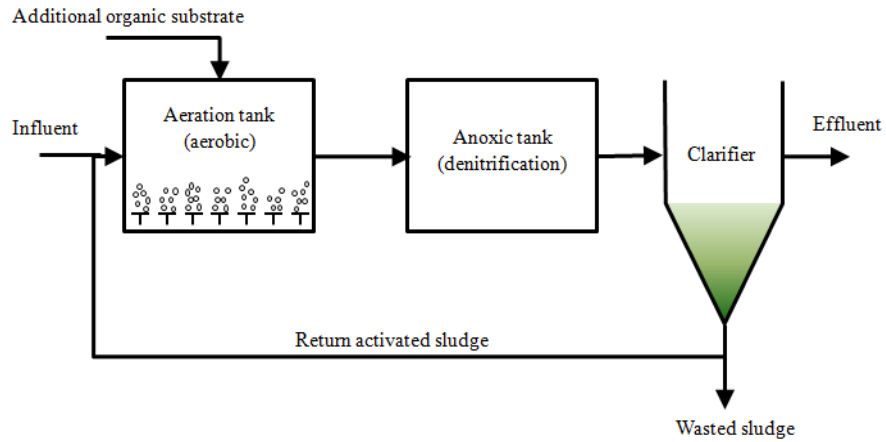 Additional organic substrate
Influent
Aeration tank
(aerobic)
Anoxic tank
(denitrification)
Clarifier
Effluent
Return activated sludge
Wasted sludge